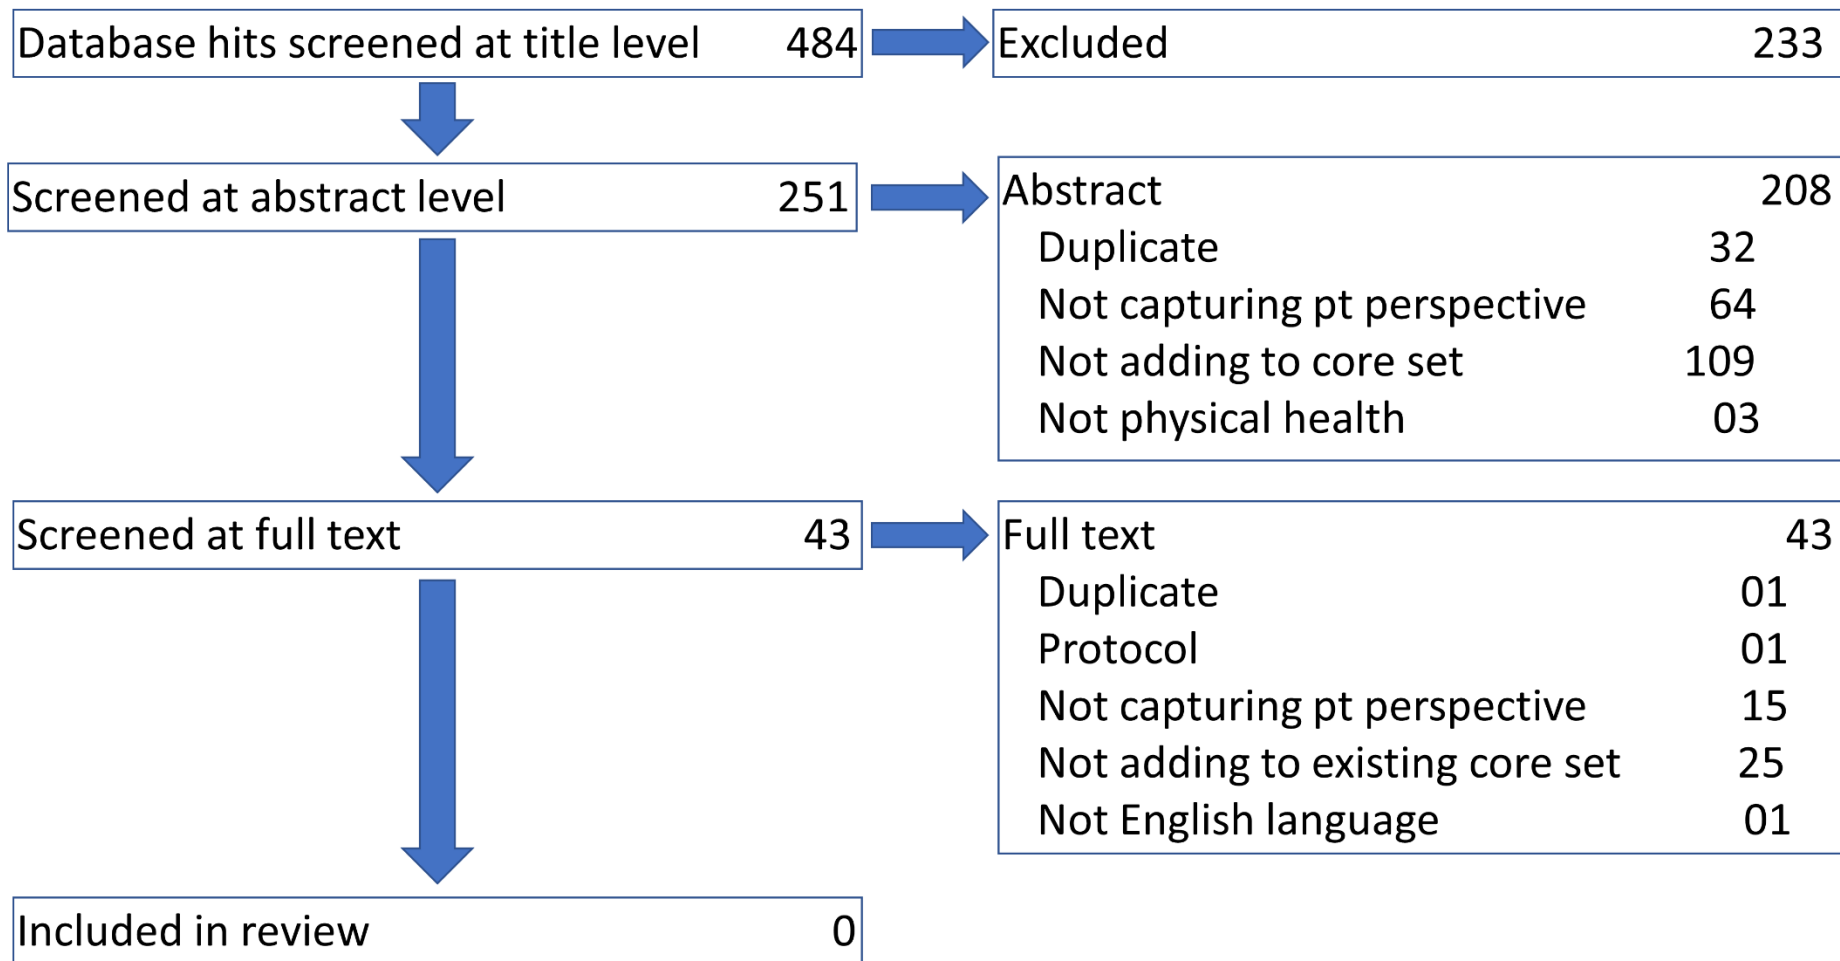 Database hits screened at title level 484
Excluded 233
Screened at abstract level 251
Abstract 208
Duplicate 32
Not capturing pt perspective 64
Not adding to core set 109
Not physical health 03
Screened at full text 43
Full text 43
Duplicate 01
Protocol 01
Not capturing pt perspective 15
Not adding to existing core set 25
Not English language 01
Included in review 0